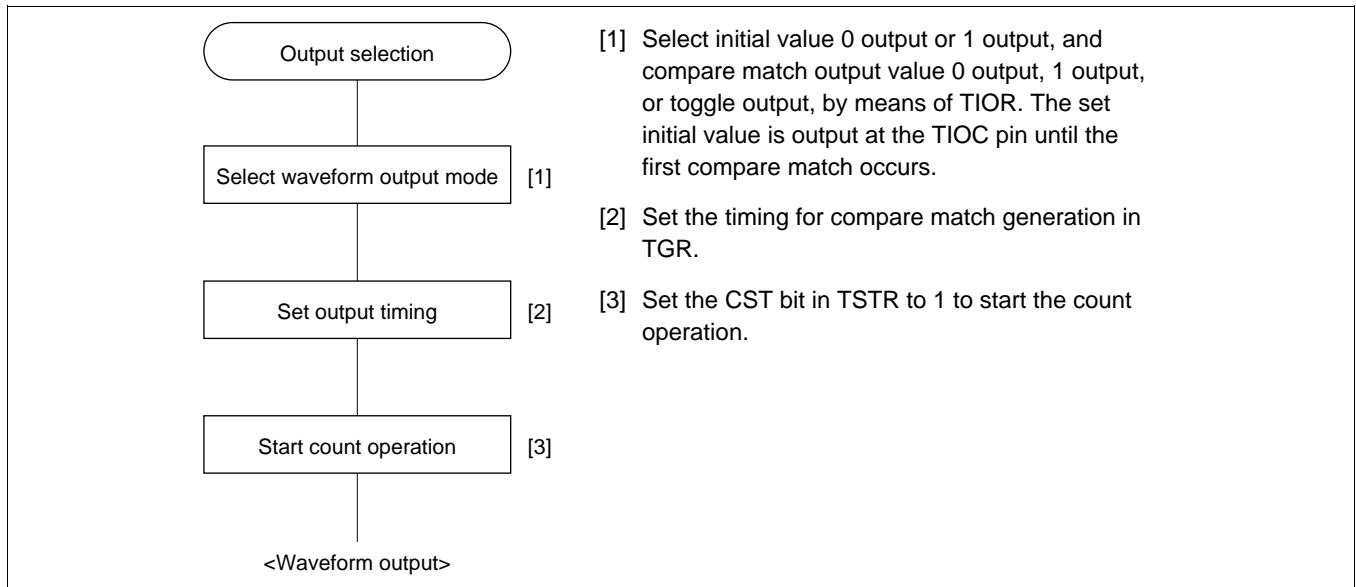 Output selection
Select waveform output mode [1]
Set output timing [2]
Start count operation [3]
<Waveform output>
[1] Select initial value 0 output or 1 output, and
compare match output value 0 output, 1 output,
or toggle output, by means of TIOR. The set
initial value is output at the TIOC pin until the
first compare match occurs.
[2] Set the timing for compare match generation in
TGR.
[3] Set the CST bit in TSTR to 1 to start the count
operation.